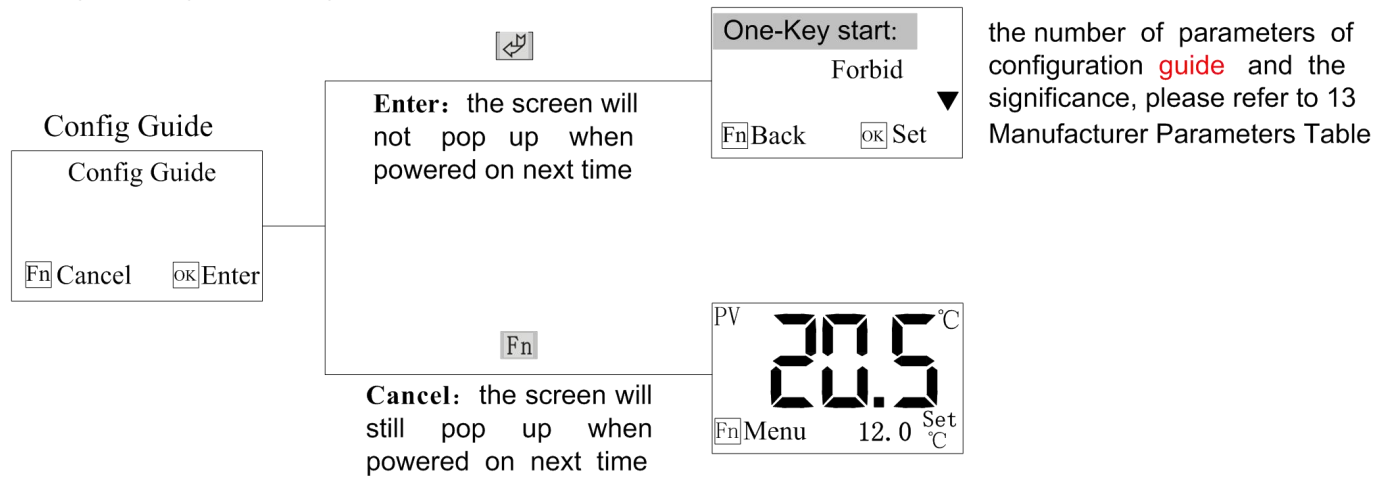 Config Guide
Config Guide
Fn Cancel OK Enter
Enter: the screen will
not pop up when
powered on next time
One-Key start:
Forbid
Fn Back OK Set
the number of parameters of
configuration guide and the
significance, please refer to 13
Manufacturer Parameters Table
Fn
Cancel: the screen will
still pop up when
powered on next time
PV 20.5 ℃
Fn Menu 12.0 Set
℃